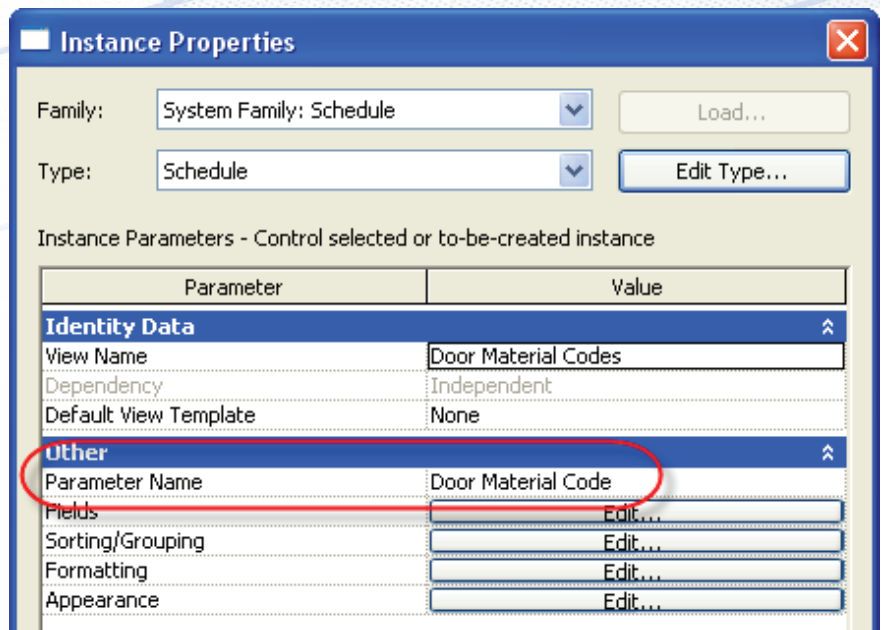 Instance Properties
Family: System Family: Schedule Load...
Type: Schedule Edit Type...
Instance Parameters - Control selected or to-be-created instance
Parameter Value
Identity Data
View Name Door Material Codes
Dependency Independent
Default View Template None
Other
Parameter Name Door Material Code
Fields Edit...
Sorting/Grouping Edit...
Formatting Edit...
Appearance Edit...